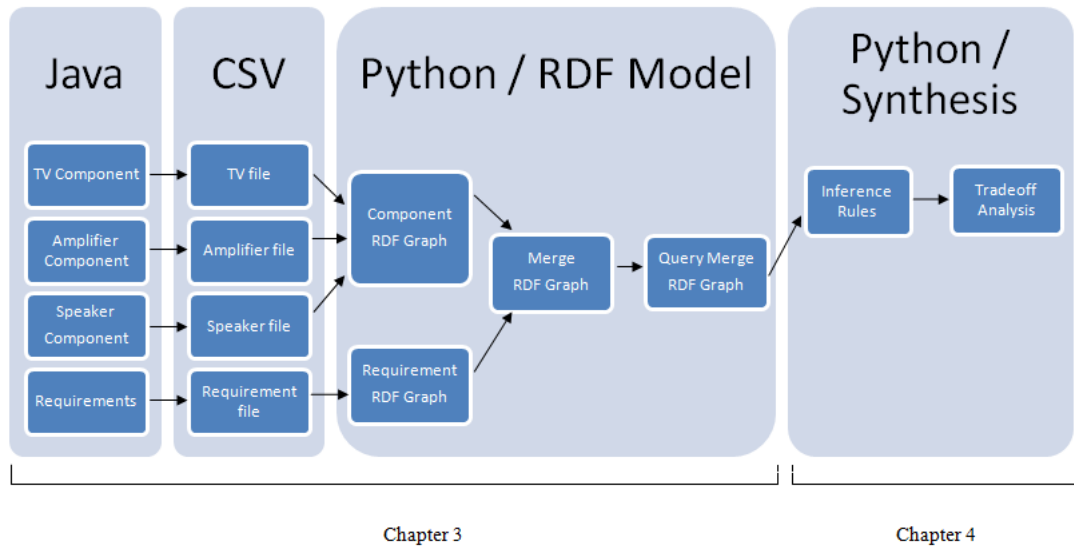 Java
CSV
Python / RDF Model
Python /
Synthesis
TV Component
TV file
Amplifier
Component
Amplifier file
Speaker
Component
Speaker file
Requirements
Requirement
file
Component
RDF Graph
Requirement
RDF Graph
Merge
RDF Graph
Query Merge
RDF Graph
Inference
Rules
Tradeoff
Analysis
Chapter 3
Chapter 4